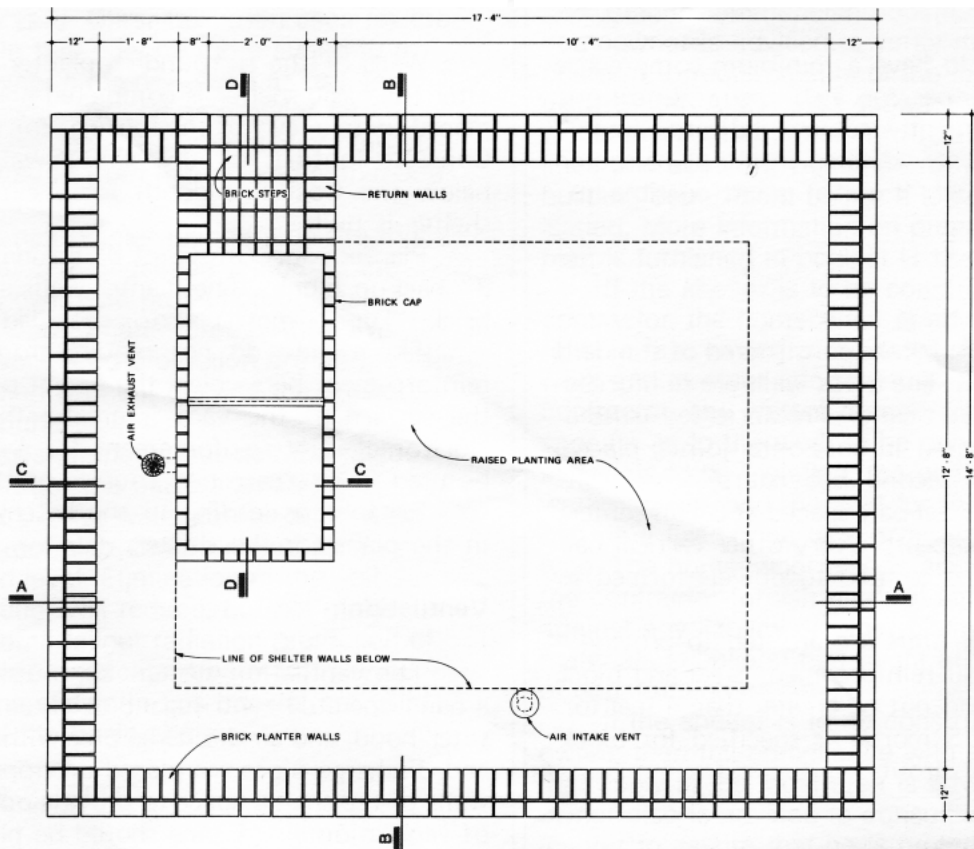 17' - 4"
12" 1' - 8" 8" 2' - 0" 8" 10' - 4" 12"
D B
12"
BRICK STEPS RETURN WALLS
BRICK CAP
AIR EXHAUST VENT
RAISED PLANTING AREA
C C
12' - 8"
14' - 8"
D
A A
LINE OF SHELTER WALLS BELOW
BRICK PLANTER WALLS AIR INTAKE VENT
12"
B